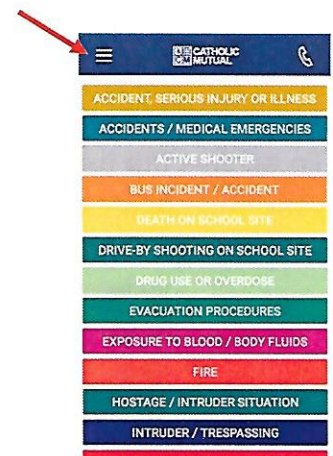 CATHOLIC
MUTUAL
ACCIDENT, SERIOUS INJURY OR ILLNESS
ACCIDENTS / MEDICAL EMERGENCIES
ACTIVE SHOOTER
BUS INCIDENT / ACCIDENT
DEATH ON SCHOOL SITE
DRIVE-BY SHOOTING ON SCHOOL SITE
DRUG USE OR OVERDOSE
EVACUATION PROCEDURES
EXPOSURE TO BLOOD / BODY FLUIDS
FIRE
HOSTAGE / INTRUDER SITUATION
INTRUDER / TRESPASSING